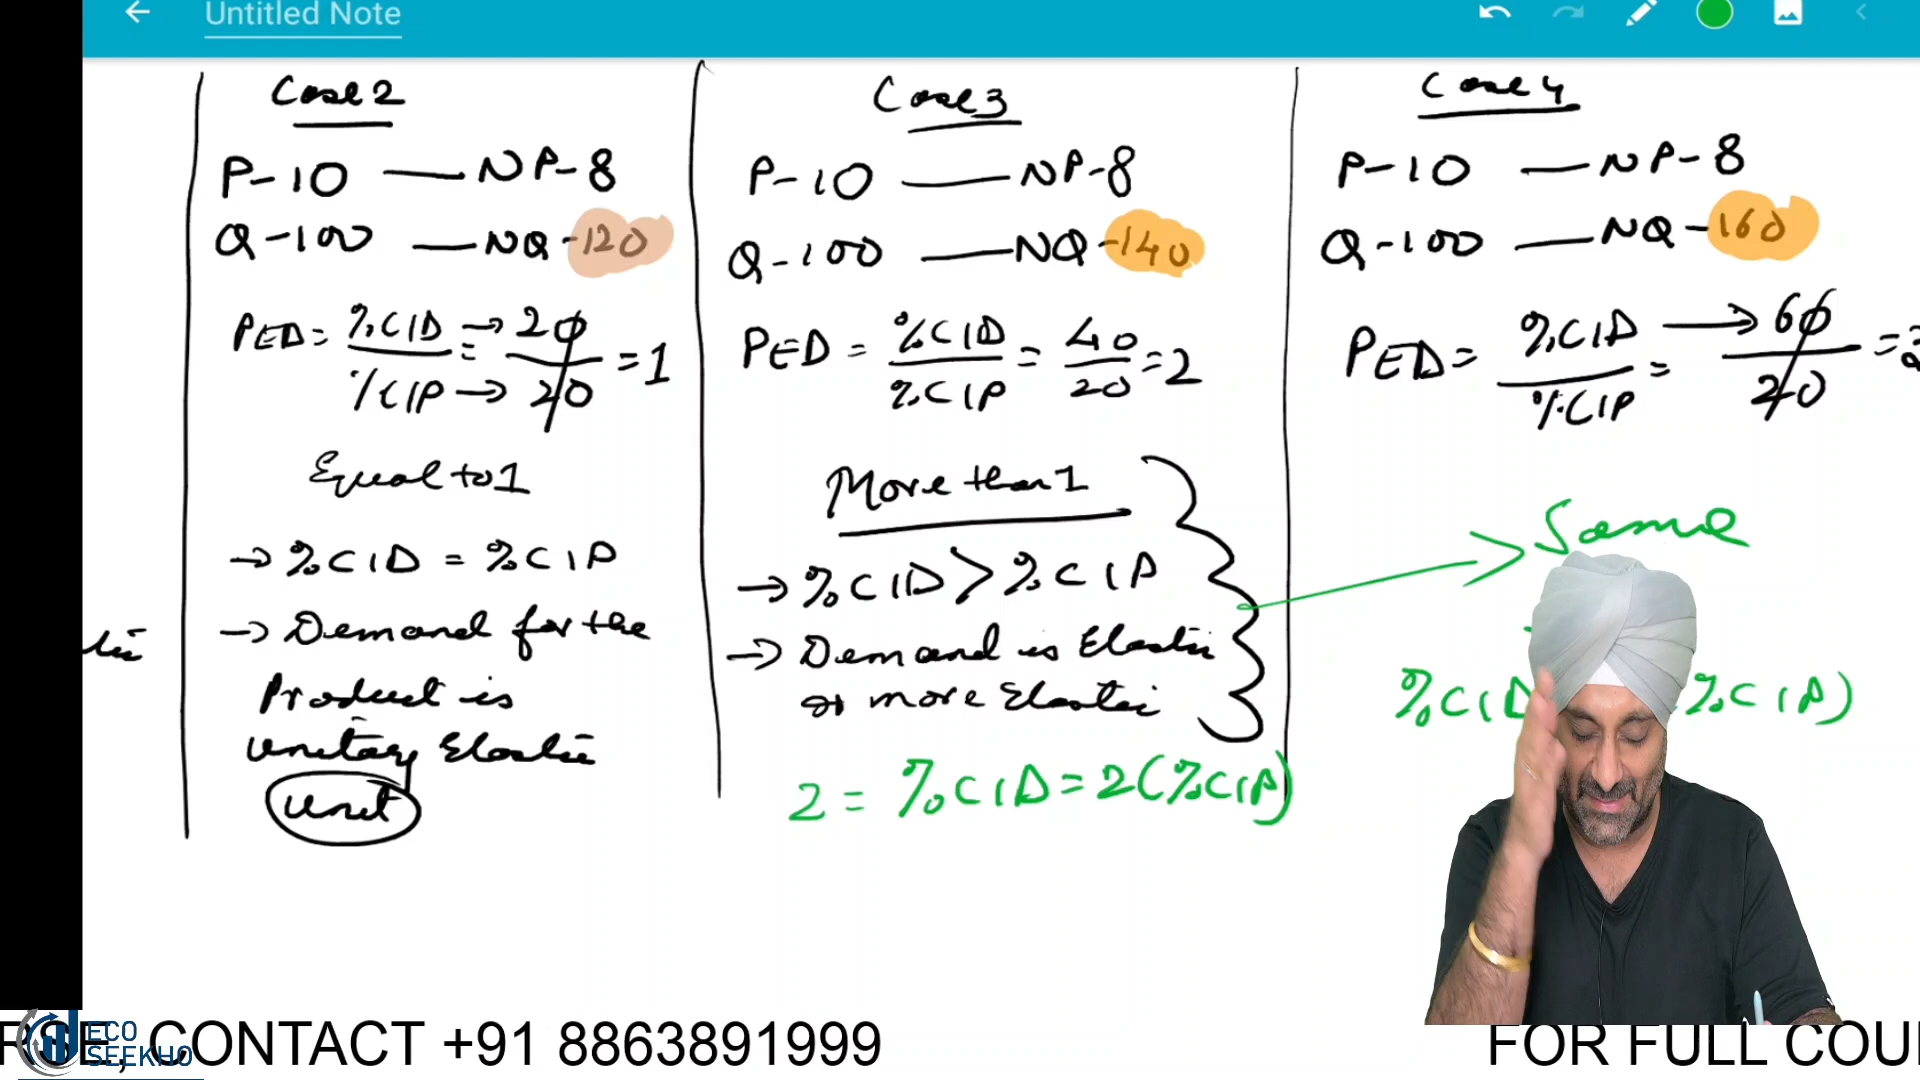 Untitled Note
Case 2
P-10 — NP-8
Q-100 — NQ-120
PED = %CID → = 20 = 1
%CIP → 20
Equal to 1
→ %CID = %CIP
→ Demand for the
Product is
Unitary Elastic
Unit
Case 3
P-10 — NP-8
Q-100 — NQ-140
PED = %CID = 40 = 2
%CIP 20
More than 1
→ %CID > %CIP
→ Demand is Elastic
or more Elastic
2 = %CID = 2(%CIP)
Case 4
P-10 — NP-8
Q-100 — NQ-160
PED = %CID = → 60 =
%CIP 20
Same
%CID %CIP)
RSE, CONTACT +91 8863891999
FOR FULL COU
ECO
SEEKHO